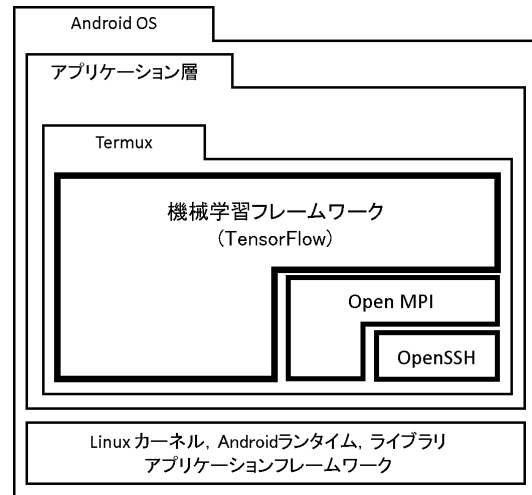 Android OS
アプリケーション層
Termux
機械学習フレームワーク
(TensorFlow)
Open MPI
OpenSSH
Linux カーネル, Androidランタイム, ライブラリ
アプリケーションフレームワーク